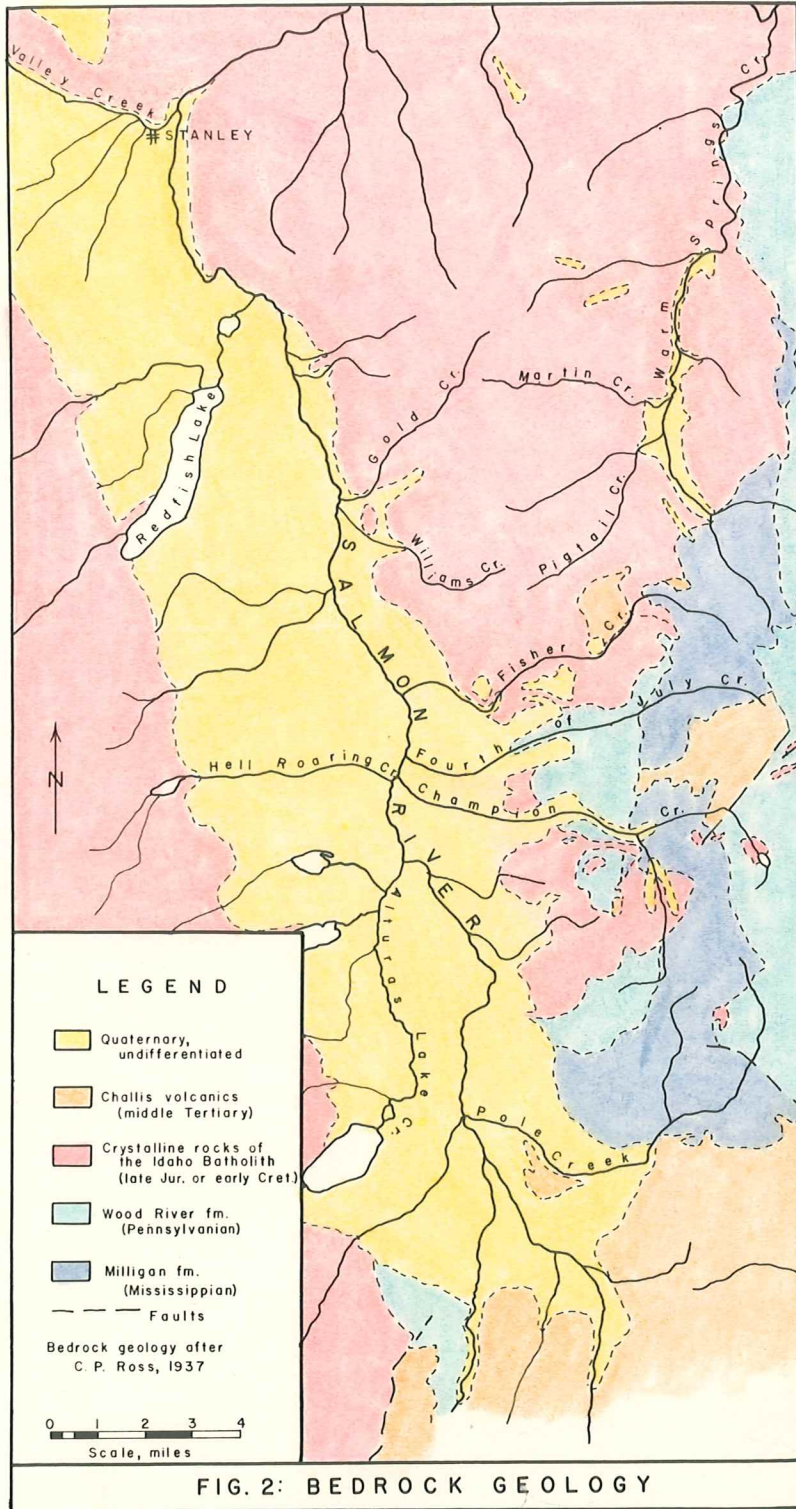 Valley Creek
STANLEY
Warm Springs Cr.
Redfish Lake
Gold Cr.
Martin Cr.
Williams Cr.
Pigtail Cr.
SALMON RIVER
Fisher Cr.
Fourth of July Cr.
Hell Roaring Cr.
Champion Cr.
Alturas Lake Cr.
Pole Creek
N
LEGEND
Quaternary,
undifferentiated
Challis volcanics
(middle Tertiary)
Crystalline rocks of
the Idaho Batholith
(late Jur. or early Cret.)
Wood River fm.
(Pennsylvanian)
Milligan fm.
(Mississippian)
Faults
Bedrock geology after
C. P. Ross, 1937
0 1 2 3 4
Scale, miles
FIG. 2: BEDROCK GEOLOGY